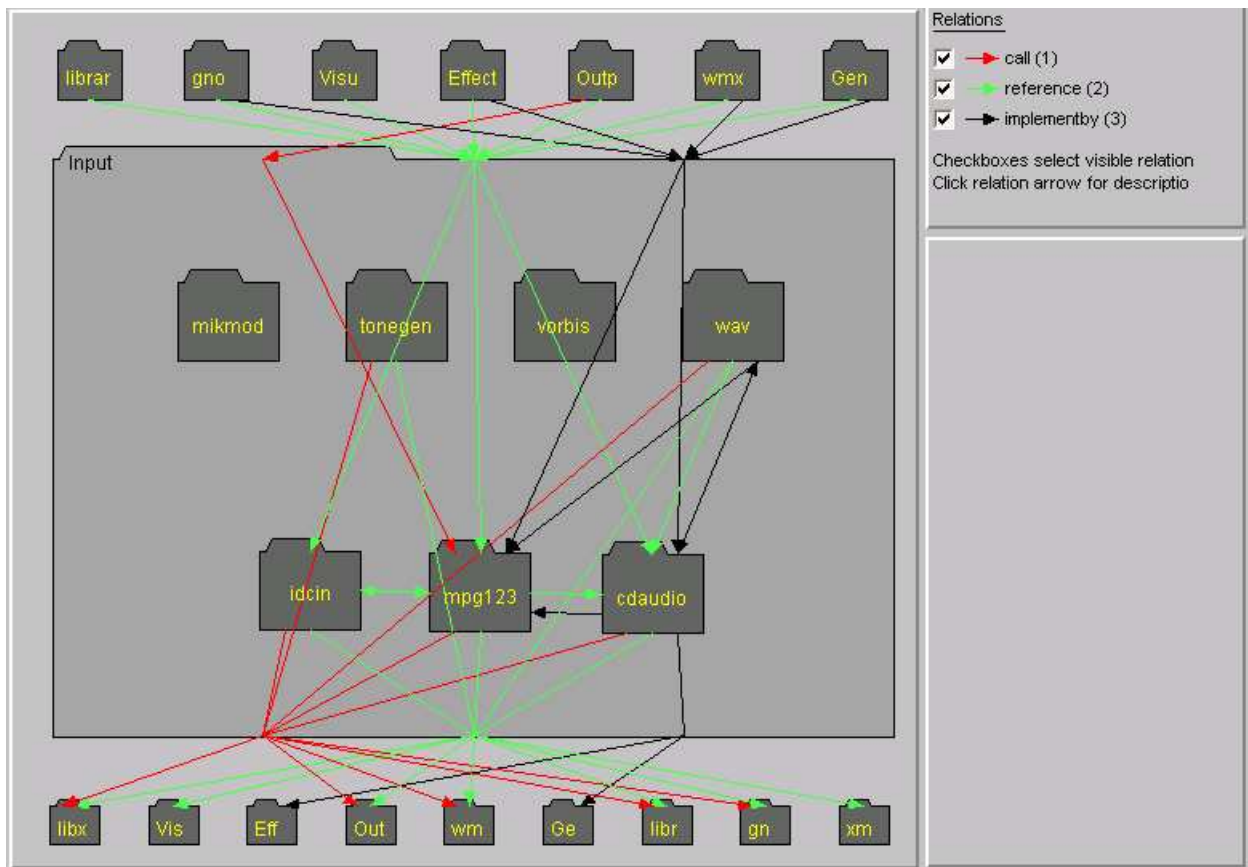 librar
gno
Visu
Effect
Outp
wmx
Gen
Input
mikmod
tonegen
vorbis
wav
idcin
mpg123
cdaudio
libx
Vis
Eff
Out
wm
Ge
libr
gn
xm
Relations
call (1)
reference (2)
implementby (3)
Checkboxes select visible relation
Click relation arrow for descriptio